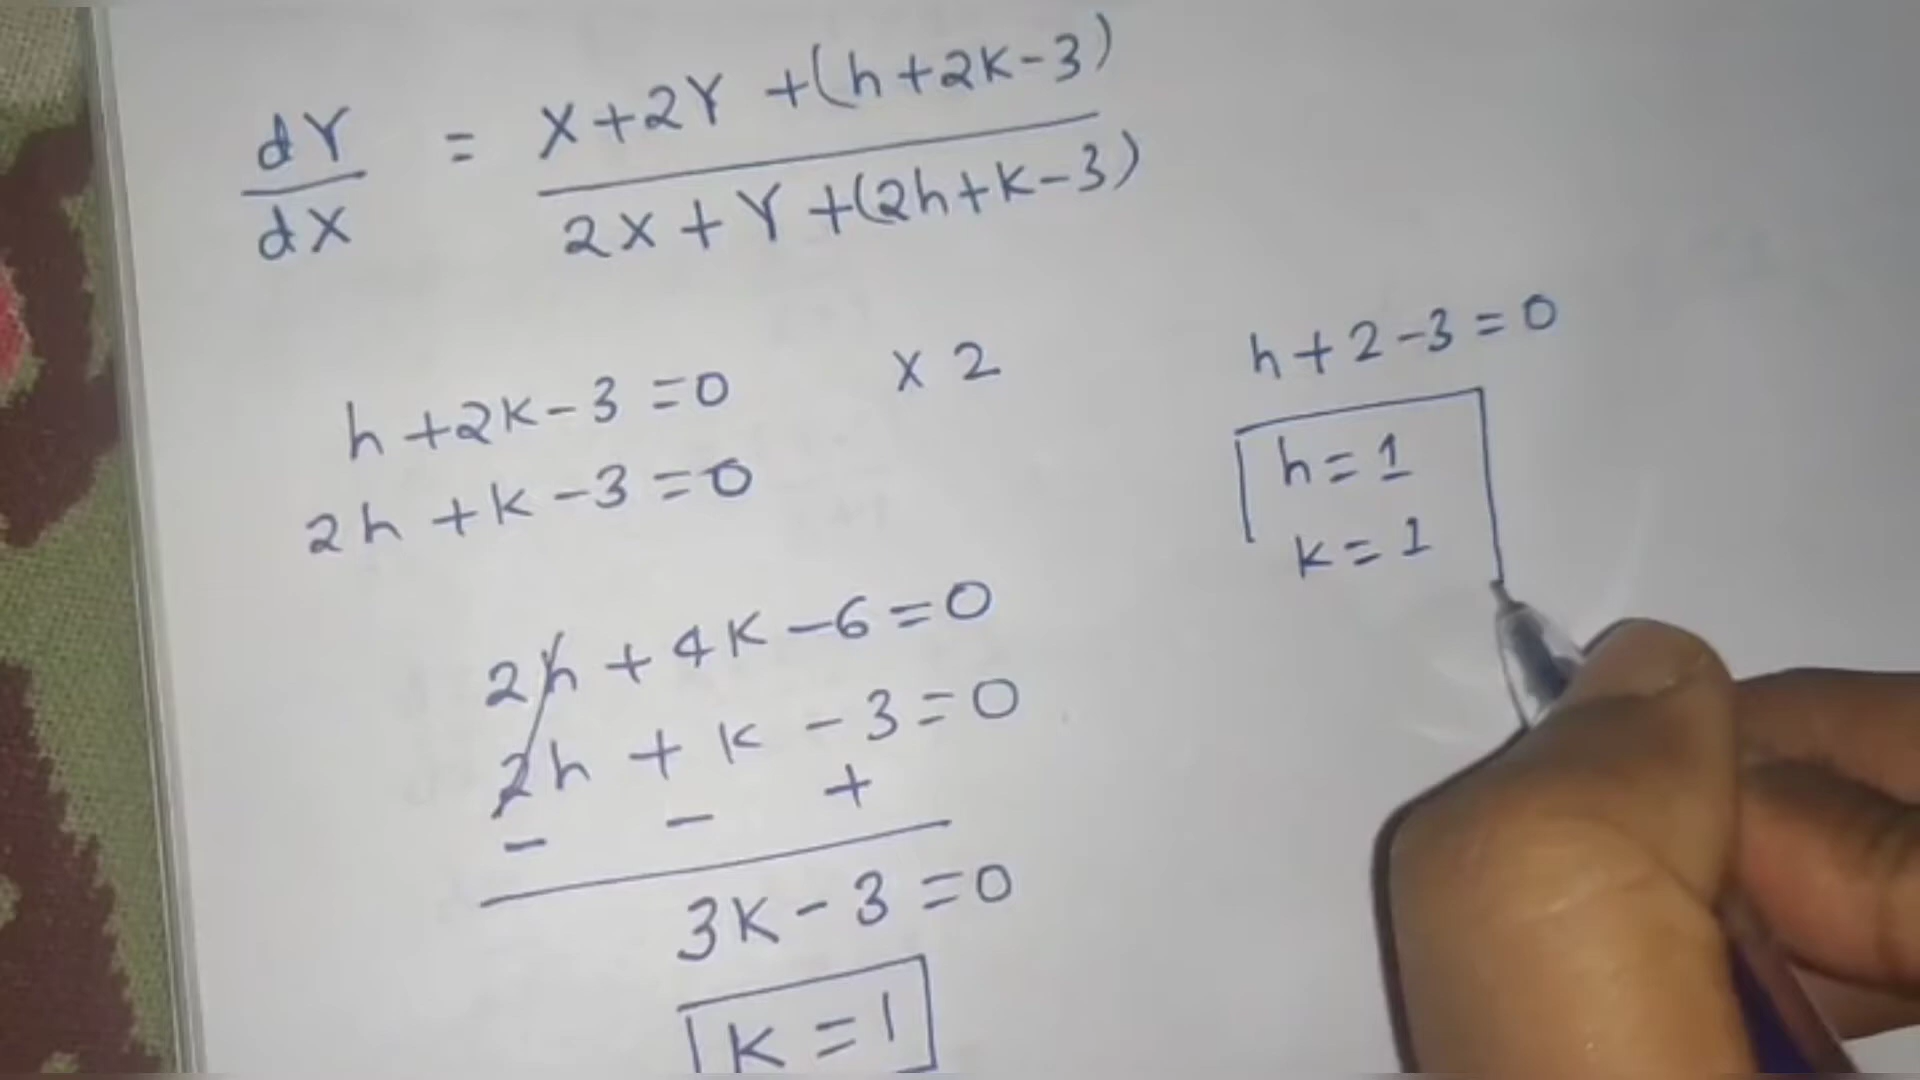 dY/dX = X+2Y+(h+2k-3) / 2X+Y+(2h+k-3)
h+2k-3=0 x 2
2h+k-3=0
2h+4k-6=0
2h+k-3=0
- - +
3k-3=0
k=1
h+2-3=0
h=1
k=1